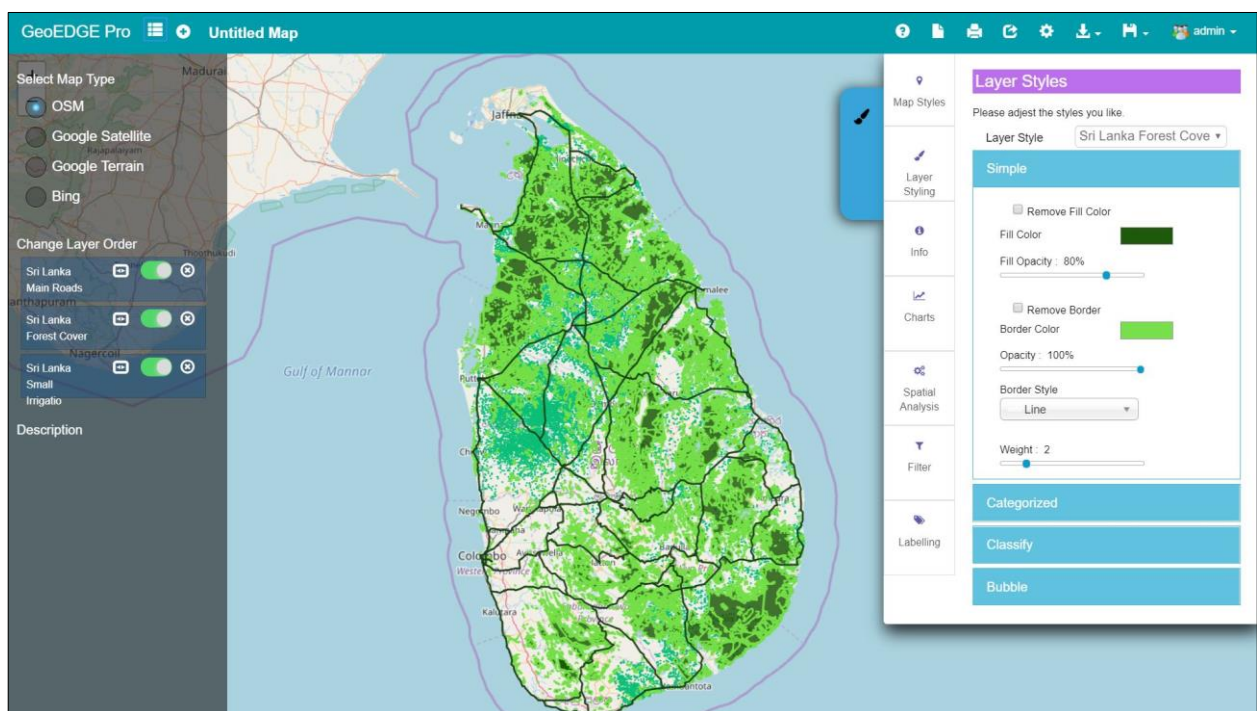 GeoEDGE Pro
Untitled Map
admin
Select Map Type
OSM
Google Satellite
Google Terrain
Bing
Change Layer Order
Sri Lanka
Main Roads
Sri Lanka
Forest Cover
Sri Lanka
Small
Irrigatio
Description
Madurai
Rajapalaiyam
Thoothukudi
Nagercoil
Gulf of Mannar
Jaffna
Colombo
Kalutara
Map Styles
Layer
Styling
Info
Charts
Spatial
Analysis
Filter
Labelling
Layer Styles
Please adjest the styles you like.
Layer Style
Sri Lanka Forest Cove
Simple
Remove Fill Color
Fill Color
Fill Opacity : 80%
Remove Border
Border Color
Opacity : 100%
Border Style
Line
Weight : 2
Categorized
Classify
Bubble